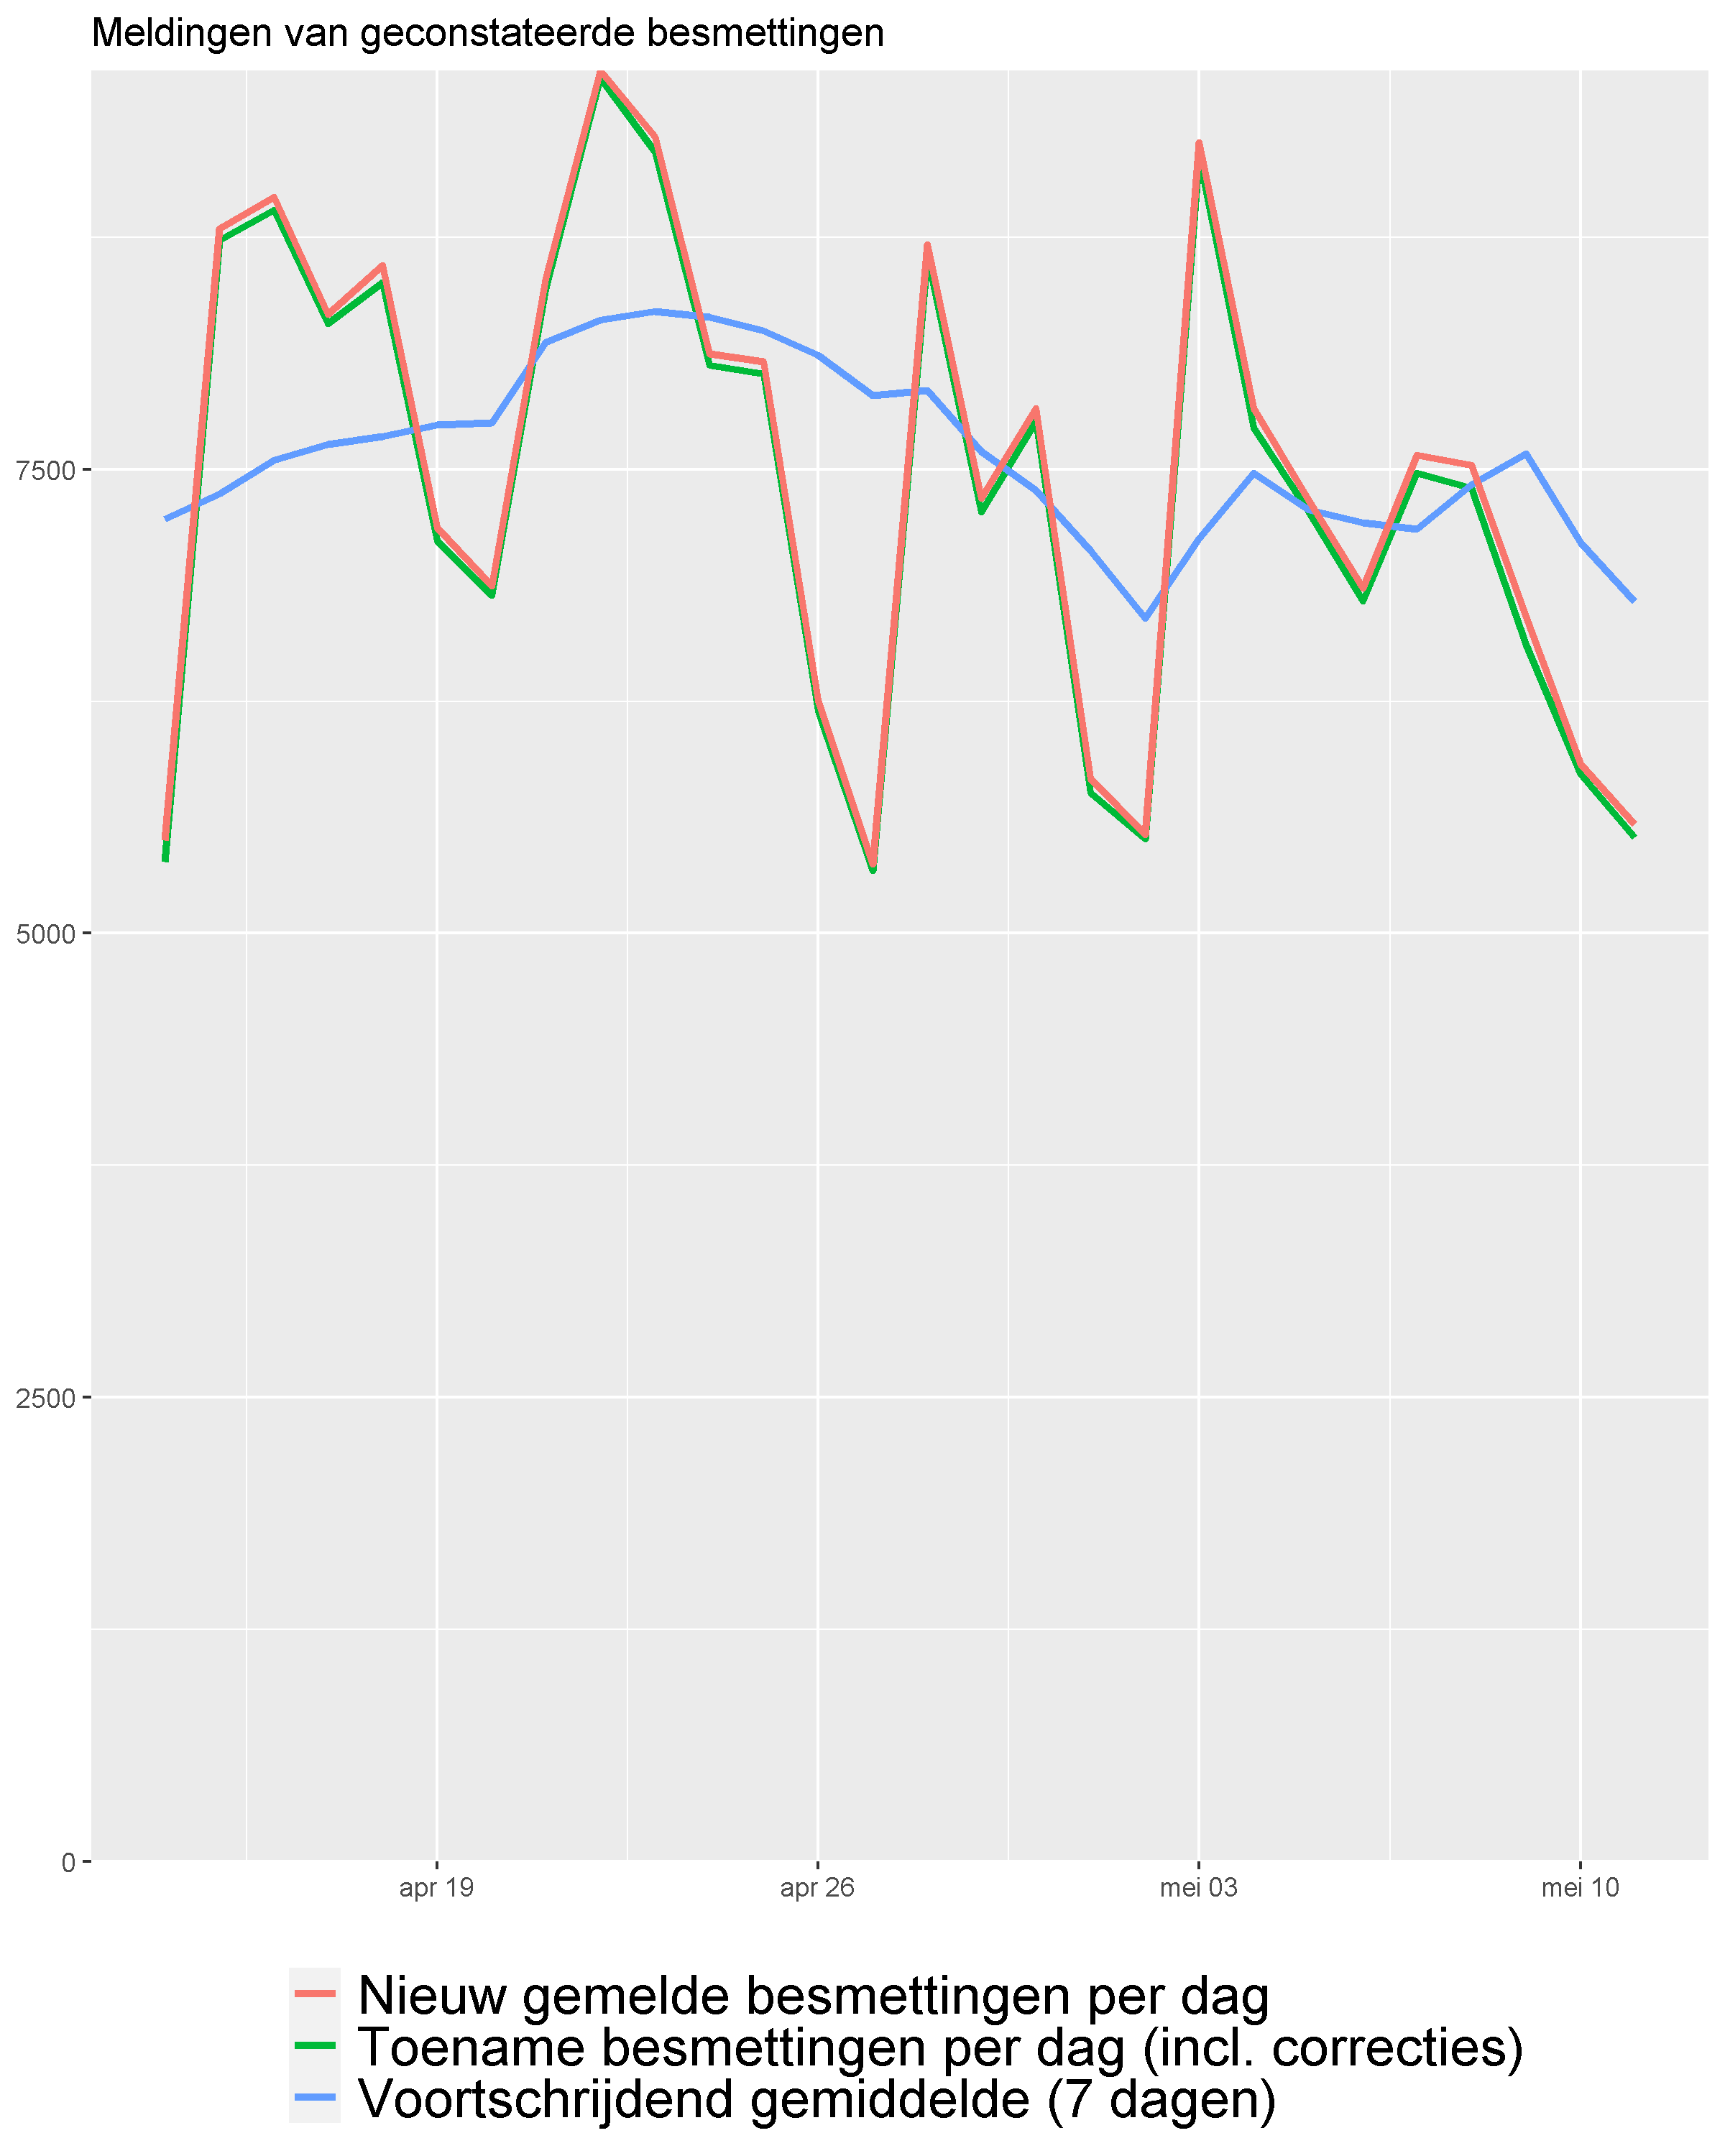 Meldingen van geconstateerde besmettingen
7500
5000
2500
0
apr 19 apr 26 mei 03 mei 10
Nieuw gemelde besmettingen per dag
Toename besmettingen per dag (incl. correcties)
Voortschrijdend gemiddelde (7 dagen)